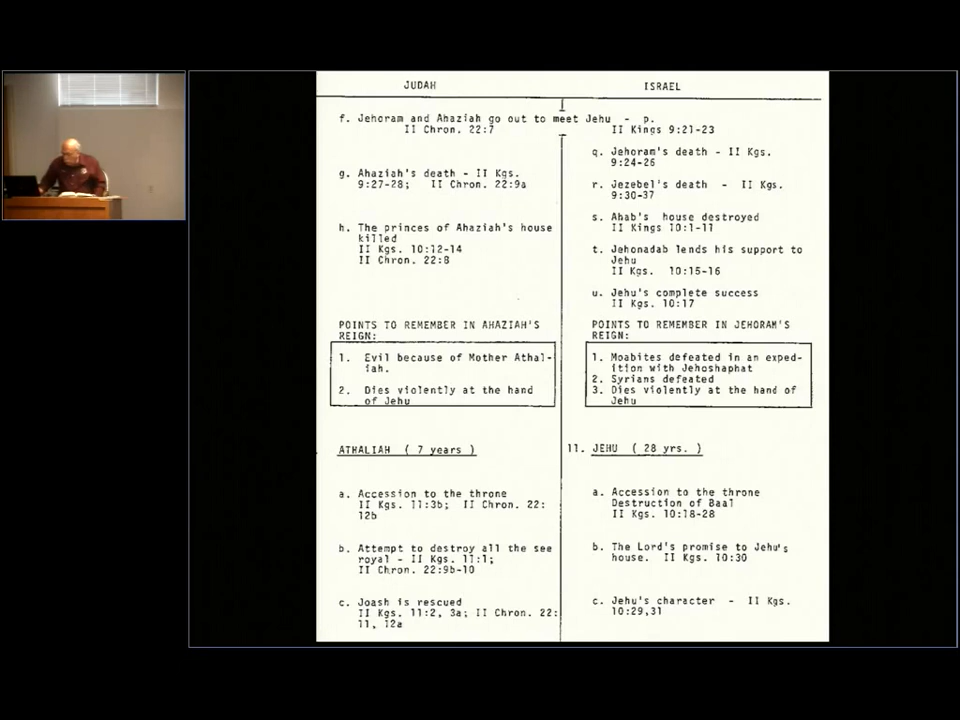 JUDAH
ISRAEL
f. Jehoram and Ahaziah go out to meet Jehu - p.
II Chron. 22:7
II Kings 9:21-23
g. Ahaziah's death - II Kgs.
9:27-28; II Chron. 22:9a
h. The princes of Ahaziah's house
killed
II Kgs. 10:12-14
II Chron. 22:8
POINTS TO REMEMBER IN AHAZIAH'S
REIGN:
1. Evil because of Mother Athal-
iah.
2. Dies violently at the hand
of Jehu
ATHALIAH ( 7 years )
a. Accession to the throne
II Kgs. 11:3b; II Chron. 22:
12b
b. Attempt to destroy all the see
royal - II Kgs. 11:1;
II Chron. 22:9b-10
c. Joash is rescued
II Kgs. 11:2, 3a; II Chron. 22:
11, 12a
q. Jehoram's death - II Kgs.
9:24-26
r. Jezebel's death - II Kgs.
9:30-37
s. Ahab's house destroyed
II Kings 10:1-11
t. Jehonadab lends his support to
Jehu
II Kgs. 10:15-16
u. Jehu's complete success
II Kgs. 10:17
POINTS TO REMEMBER IN JEHORAM'S
REIGN:
1. Moabites defeated in an exped-
ition with Jehoshaphat
2. Syrians defeated
3. Dies violently at the hand of
Jehu
11. JEHU ( 28 yrs. )
a. Accession to the throne
Destruction of Baal
II Kgs. 10:18-28
b. The Lord's promise to Jehu's
house. II Kgs. 10:30
c. Jehu's character - II Kgs.
10:29,31